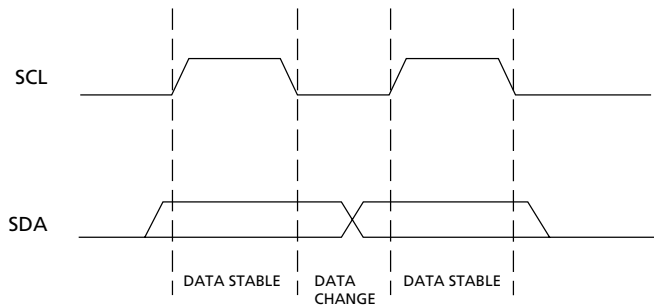 SCL
SDA
DATA STABLE
DATA
CHANGE
DATA STABLE